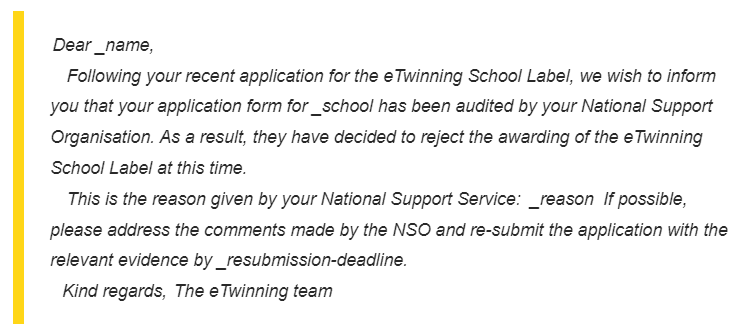 Dear _name,
Following your recent application for the eTwinning School Label, we wish to inform
you that your application form for _school has been audited by your National Support
Organisation. As a result, they have decided to reject the awarding of the eTwinning
School Label at this time.
This is the reason given by your National Support Service: _reason If possible,
please address the comments made by the NSO and re-submit the application with the
relevant evidence by _resubmission-deadline.
Kind regards, The eTwinning team